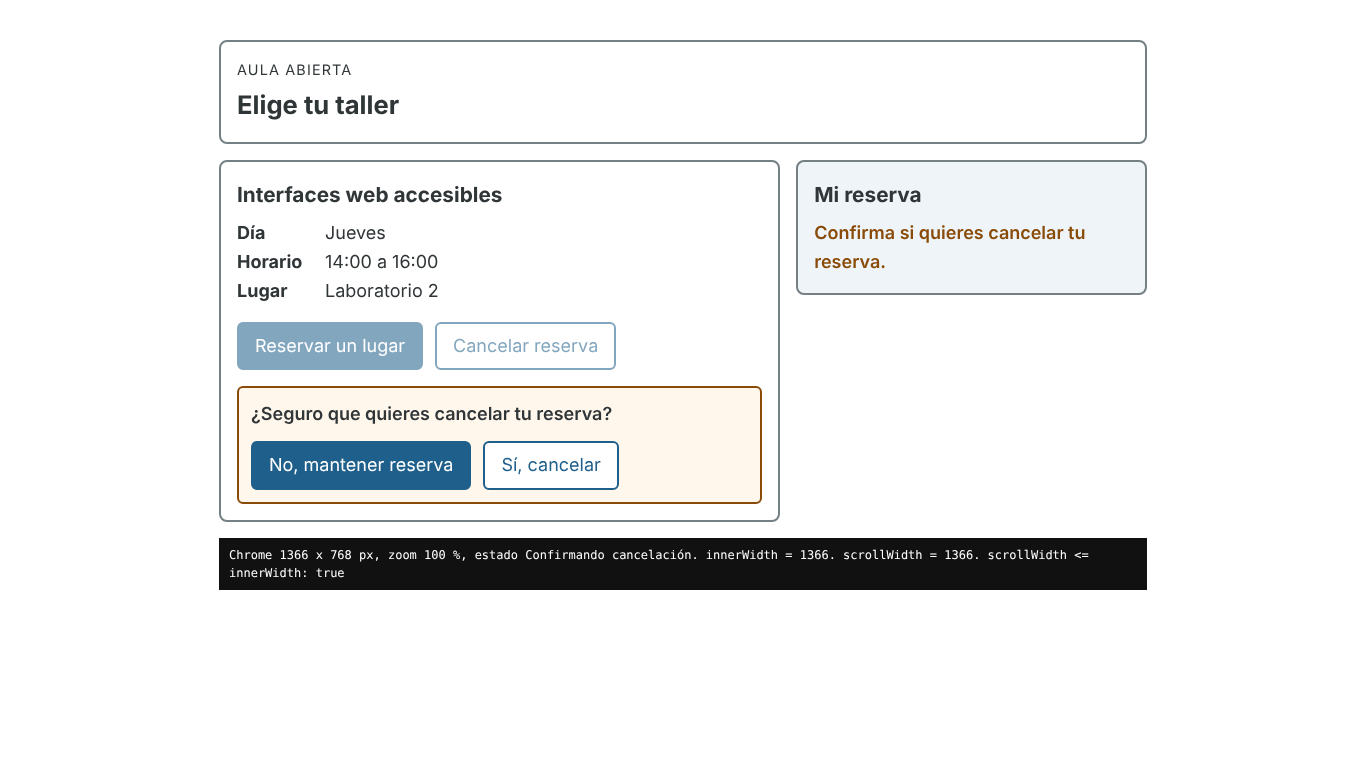 AULA ABIERTA
Elige tu taller
Interfaces web accesibles
Día Jueves
Horario 14:00 a 16:00
Lugar Laboratorio 2
Reservar un lugar Cancelar reserva
¿Seguro que quieres cancelar tu reserva?
No, mantener reserva Sí, cancelar
Mi reserva
Confirma si quieres cancelar tu
reserva.
Chrome 1366 x 768 px, zoom 100 %, estado Confirmando cancelación. innerWidth = 1366. scrollWidth = 1366. scrollWidth <=
innerWidth: true